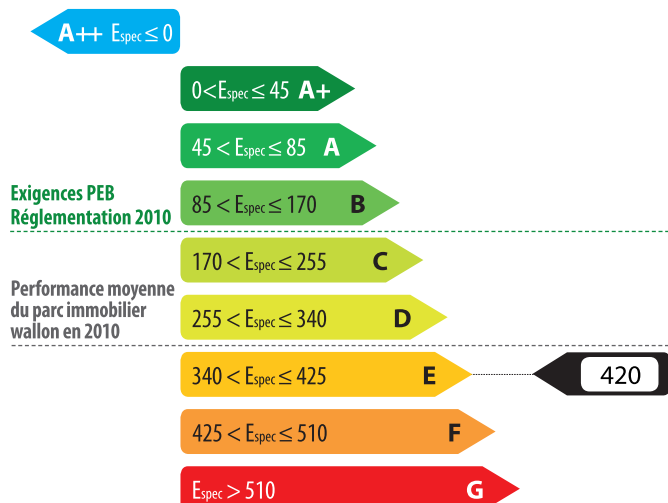 A++ Espec ≤ 0
0 < Espec ≤ 45 A+
45 < Espec ≤ 85 A
Exigences PEB
Réglementation 2010
85 < Espec ≤ 170 B
170 < Espec ≤ 255 C
Performance moyenne
du parc immobilier
wallon en 2010
255 < Espec ≤ 340 D
340 < Espec ≤ 425 E
420
425 < Espec ≤ 510 F
Espec > 510 G